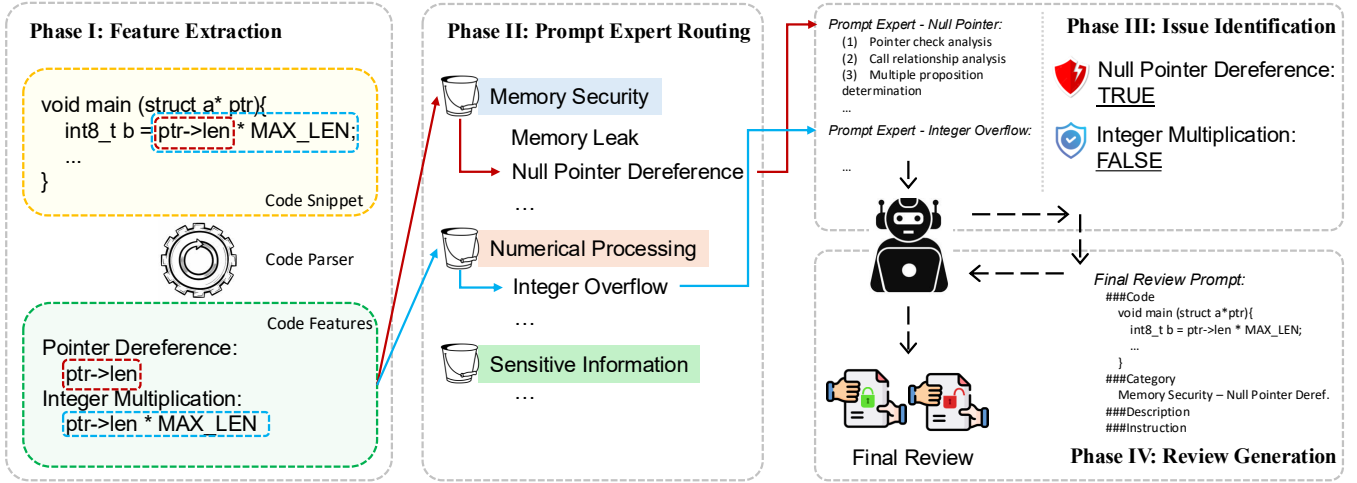 Phase I: Feature Extraction
void main (struct a* ptr){
int8_t b = ptr->len * MAX_LEN;
...
}
Code Snippet
Code Parser
Code Features
Pointer Dereference:
ptr->len
Integer Multiplication:
ptr->len * MAX_LEN
Phase II: Prompt Expert Routing
Memory Security
Memory Leak
Null Pointer Dereference
...
Numerical Processing
Integer Overflow
...
Sensitive Information
...
Prompt Expert - Null Pointer:
(1) Pointer check analysis
(2) Call relationship analysis
(3) Multiple proposition
determination
...
Prompt Expert - Integer Overflow:
...
Phase III: Issue Identification
Null Pointer Dereference:
TRUE
Integer Multiplication:
FALSE
Final Review Prompt:
###Code
void main (struct a*ptr){
int8_t b = ptr->len * MAX_LEN;
...
}
###Category
Memory Security – Null Pointer Deref.
###Description
###Instruction
Final Review
Phase IV: Review Generation